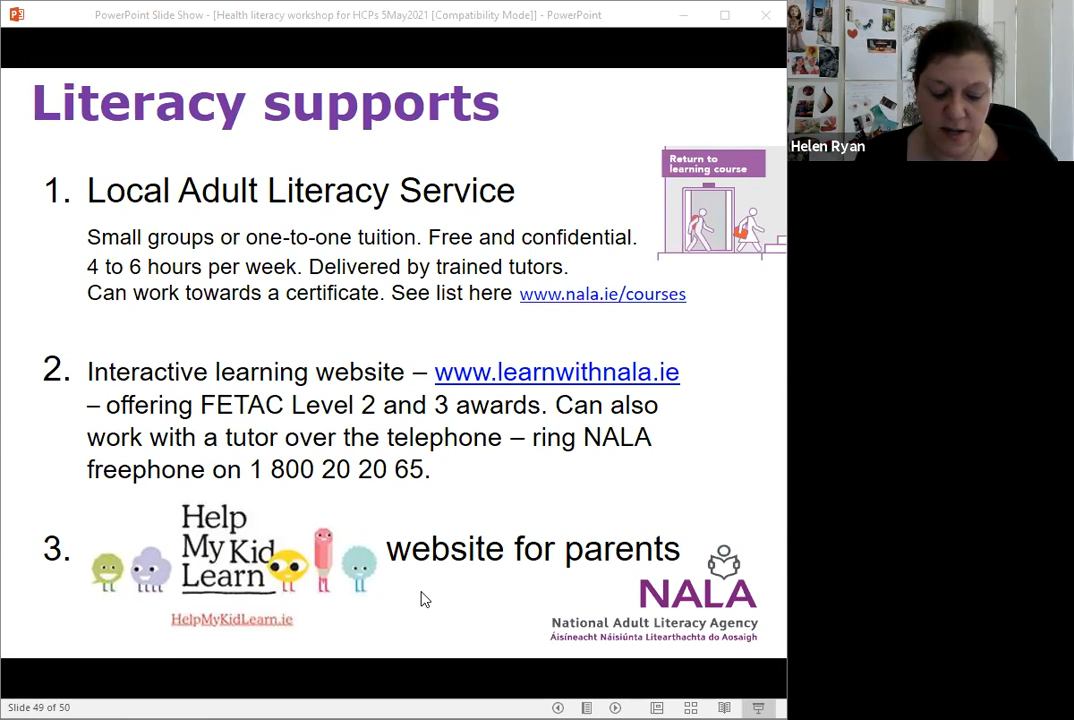 PowerPoint Slide Show - [Health literacy workshop for HCPs 5May2021 [Compatibility Mode]] - PowerPoint
Helen Ryan
Literacy supports
Return to
learning course
1. Local Adult Literacy Service
Small groups or one-to-one tuition. Free and confidential.
4 to 6 hours per week. Delivered by trained tutors.
Can work towards a certificate. See list here www.nala.ie/courses
2. Interactive learning website – www.learnwithnala.ie
– offering FETAC Level 2 and 3 awards. Can also
work with a tutor over the telephone – ring NALA
freephone on 1 800 20 20 65.
3. Help
My Kid
Learn
website for parents
HelpMyKidLearn.ie
NALA
National Adult Literacy Agency
Áisíneacht Náisiúnta Litearthachta do Aosaigh
Slide 49 of 50